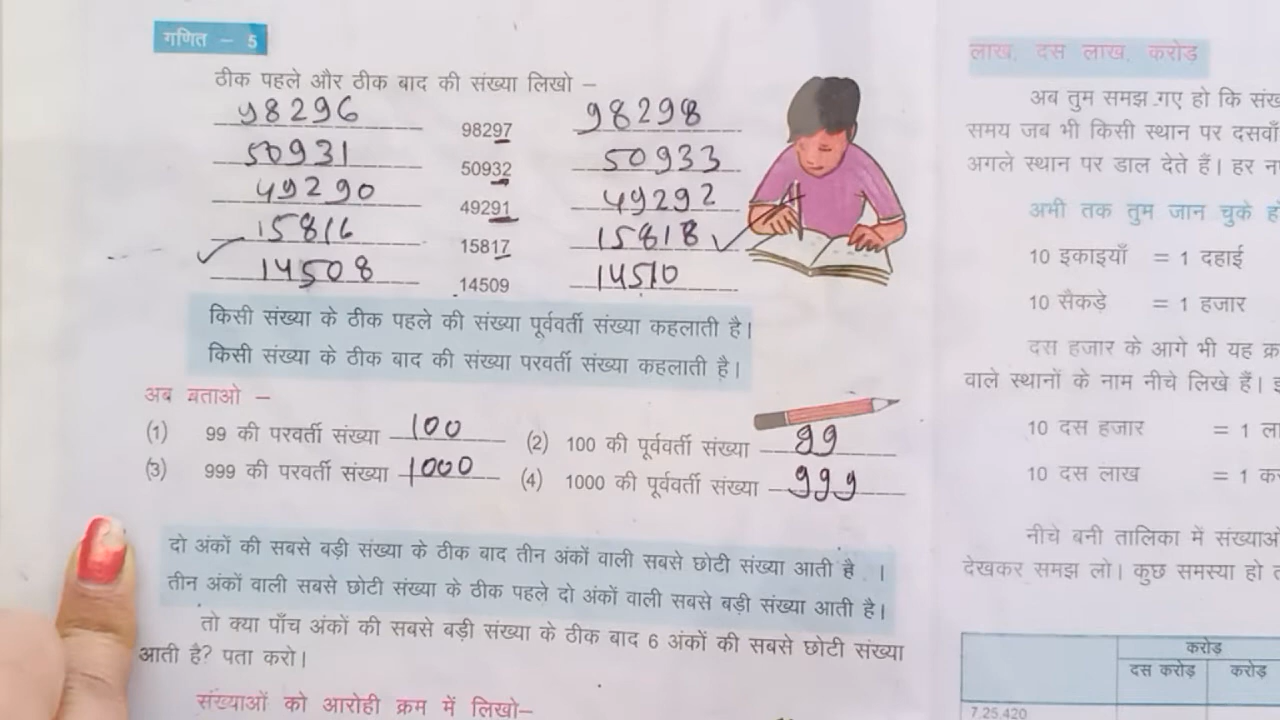 गणित – 5
ठीक पहले और ठीक बाद की संख्या लिखो –
98296 98297 98298
50931 50932 50933
49290 49291 49292
15816 15817 15818
14508 14509 14510
किसी संख्या के ठीक पहले की संख्या पूर्ववर्ती संख्या कहलाती है।
किसी संख्या के ठीक बाद की संख्या परवर्ती संख्या कहलाती है।
अब बताओ –
(1) 99 की परवर्ती संख्या 100 (2) 100 की पूर्ववर्ती संख्या 99
(3) 999 की परवर्ती संख्या 1000 (4) 1000 की पूर्ववर्ती संख्या 999
दो अंकों की सबसे बड़ी संख्या के ठीक बाद तीन अंकों वाली सबसे छोटी संख्या आती है ।
तीन अंकों वाली सबसे छोटी संख्या के ठीक पहले दो अंकों वाली सबसे बड़ी संख्या आती है।
तो क्या पाँच अंकों की सबसे बड़ी संख्या के ठीक बाद 6 अंकों की सबसे छोटी संख्या
आती है? पता करो।
संख्याओं को आरोही क्रम में लिखो–
लाख, दस लाख, करोड़
अब तुम समझ गए हो कि
समय जब भी किसी स्थान पर
अगले स्थान पर डाल देते हैं। हर
अभी तक तुम जान चुके
10 इकाइयाँ = 1 दहाई
10 सैकड़े = 1 हजार
दस हजार के आगे भी यह
वाले स्थानों के नाम नीचे लिखे हैं।
10 दस हजार = 1
10 दस लाख = 1
नीचे बनी तालिका में
देखकर समझ लो। कुछ समस्या हो
करोड़
दस करोड़ करोड़
7,25,420